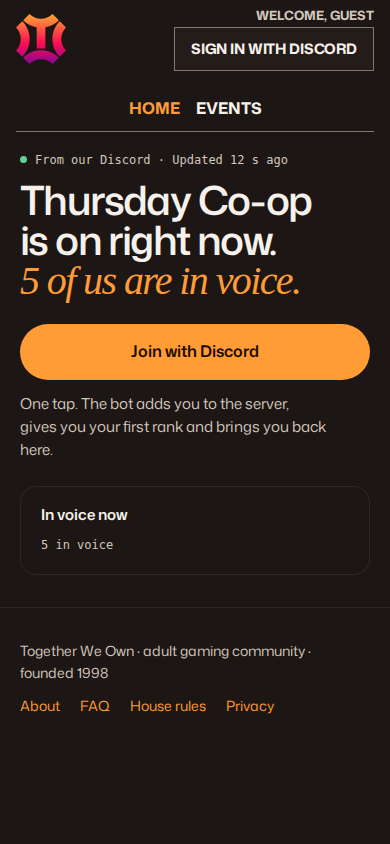 WELCOME, GUEST
SIGN IN WITH DISCORD
HOME EVENTS
From our Discord · Updated 12 s ago
Thursday Co-op
is on right now.
5 of us are in voice.
Join with Discord
One tap. The bot adds you to the server,
gives you your first rank and brings you back
here.
In voice now
5 in voice
Together We Own · adult gaming community ·
founded 1998
About FAQ House rules Privacy